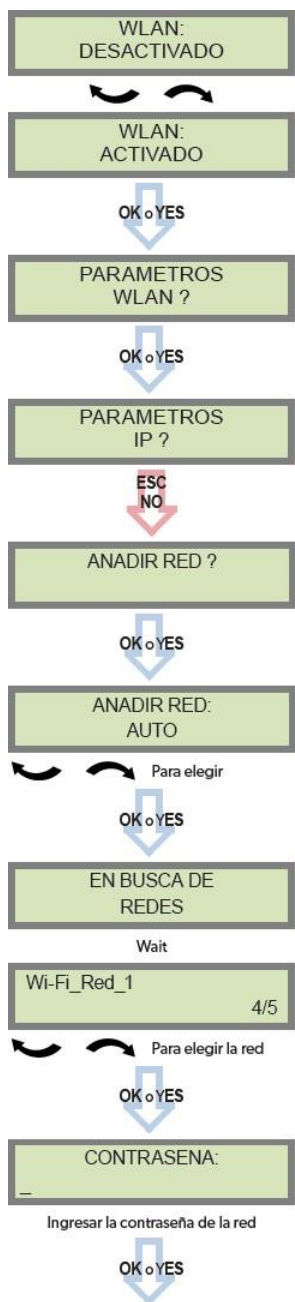 WLAN:
DESACTIVADO
WLAN:
ACTIVADO
OK o YES
PARAMETROS
WLAN ?
OK o YES
PARAMETROS
IP ?
ESC
NO
ANADIR RED ?
OK o YES
ANADIR RED:
AUTO
Para elegir
OK o YES
EN BUSCA DE
REDES
Wait
Wi-Fi_Red_1
4/5
Para elegir la red
OK o YES
CONTRASENA:
_
Ingresar la contraseña de la red
OK o YES